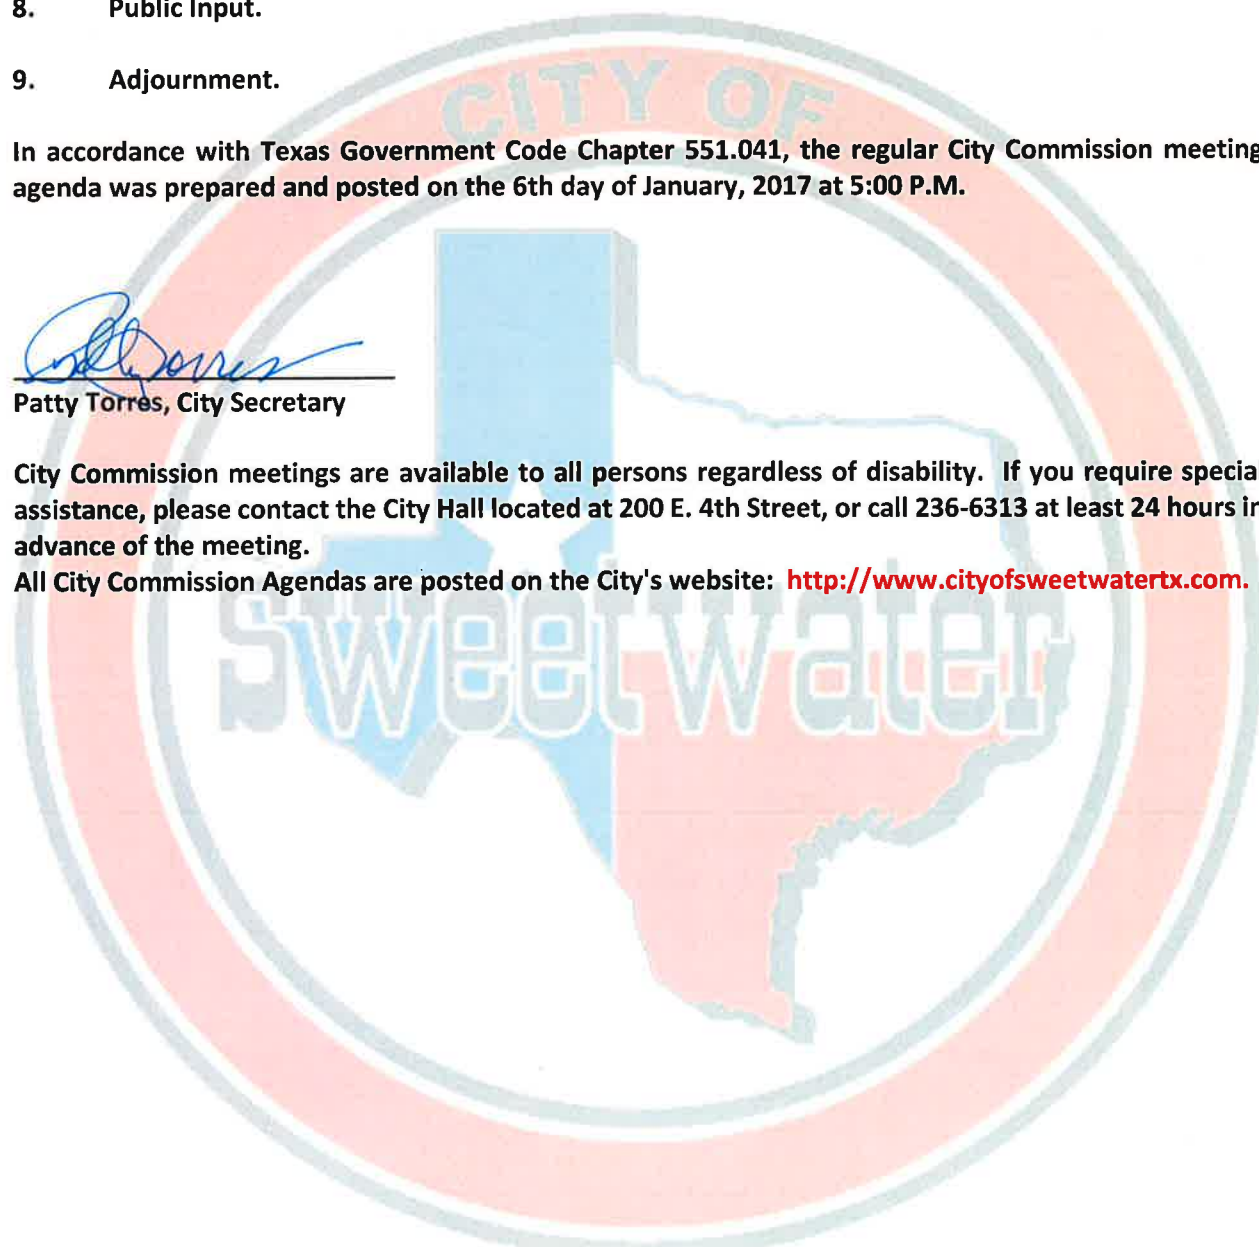 8. Public Input.
9. Adjournment.
CITY OF
In accordance with Texas Government Code Chapter 551.041, the regular City Commission meeting
agenda was prepared and posted on the 6th day of January, 2017 at 5:00 P.M.
Patty Torres
Patty Torres, City Secretary
City Commission meetings are available to all persons regardless of disability. If you require special
assistance, please contact the City Hall located at 200 E. 4th Street, or call 236-6313 at least 24 hours in
advance of the meeting.
All City Commission Agendas are posted on the City's website: http://www.cityofsweetwatertx.com.
Sweetwater